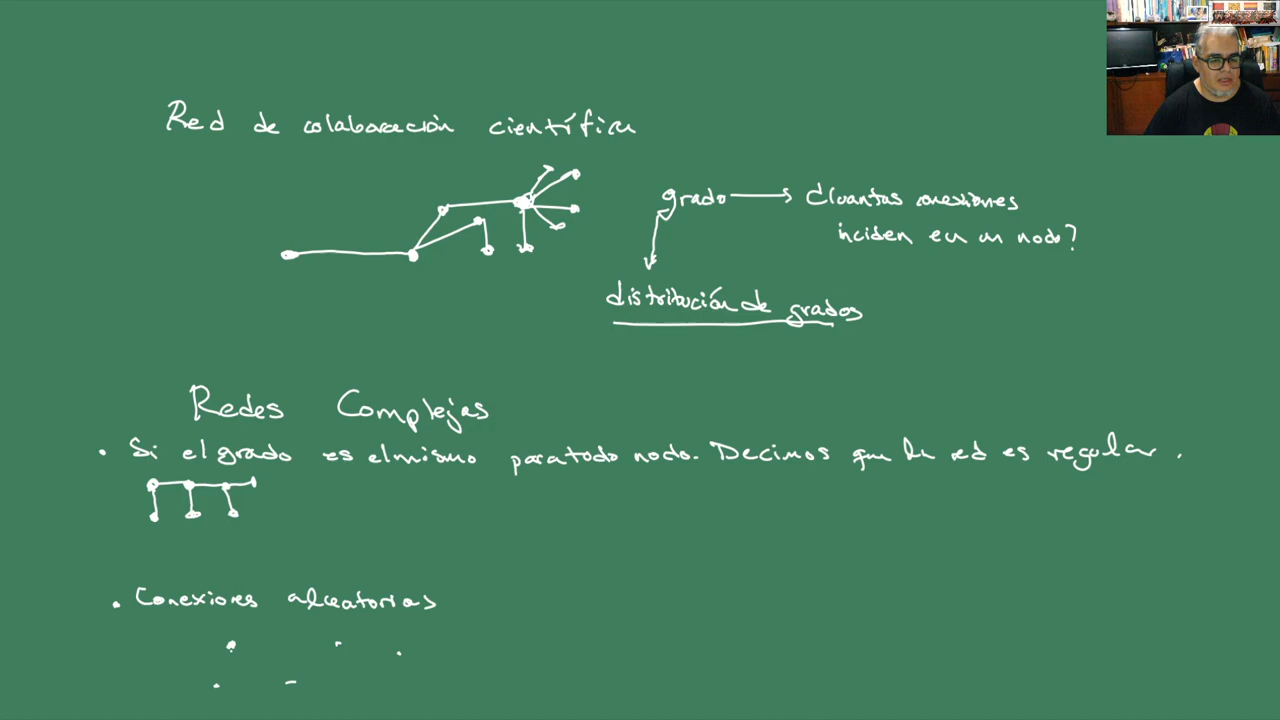 Red de colaboración científica
grado → ¿Cuantas conexiones
inciden en un nodo?
distribución de grados
Redes Complejas
• Si el grado es el mismo para todo nodo. Decimos que la red es regular.
• Conexiones aleatorias